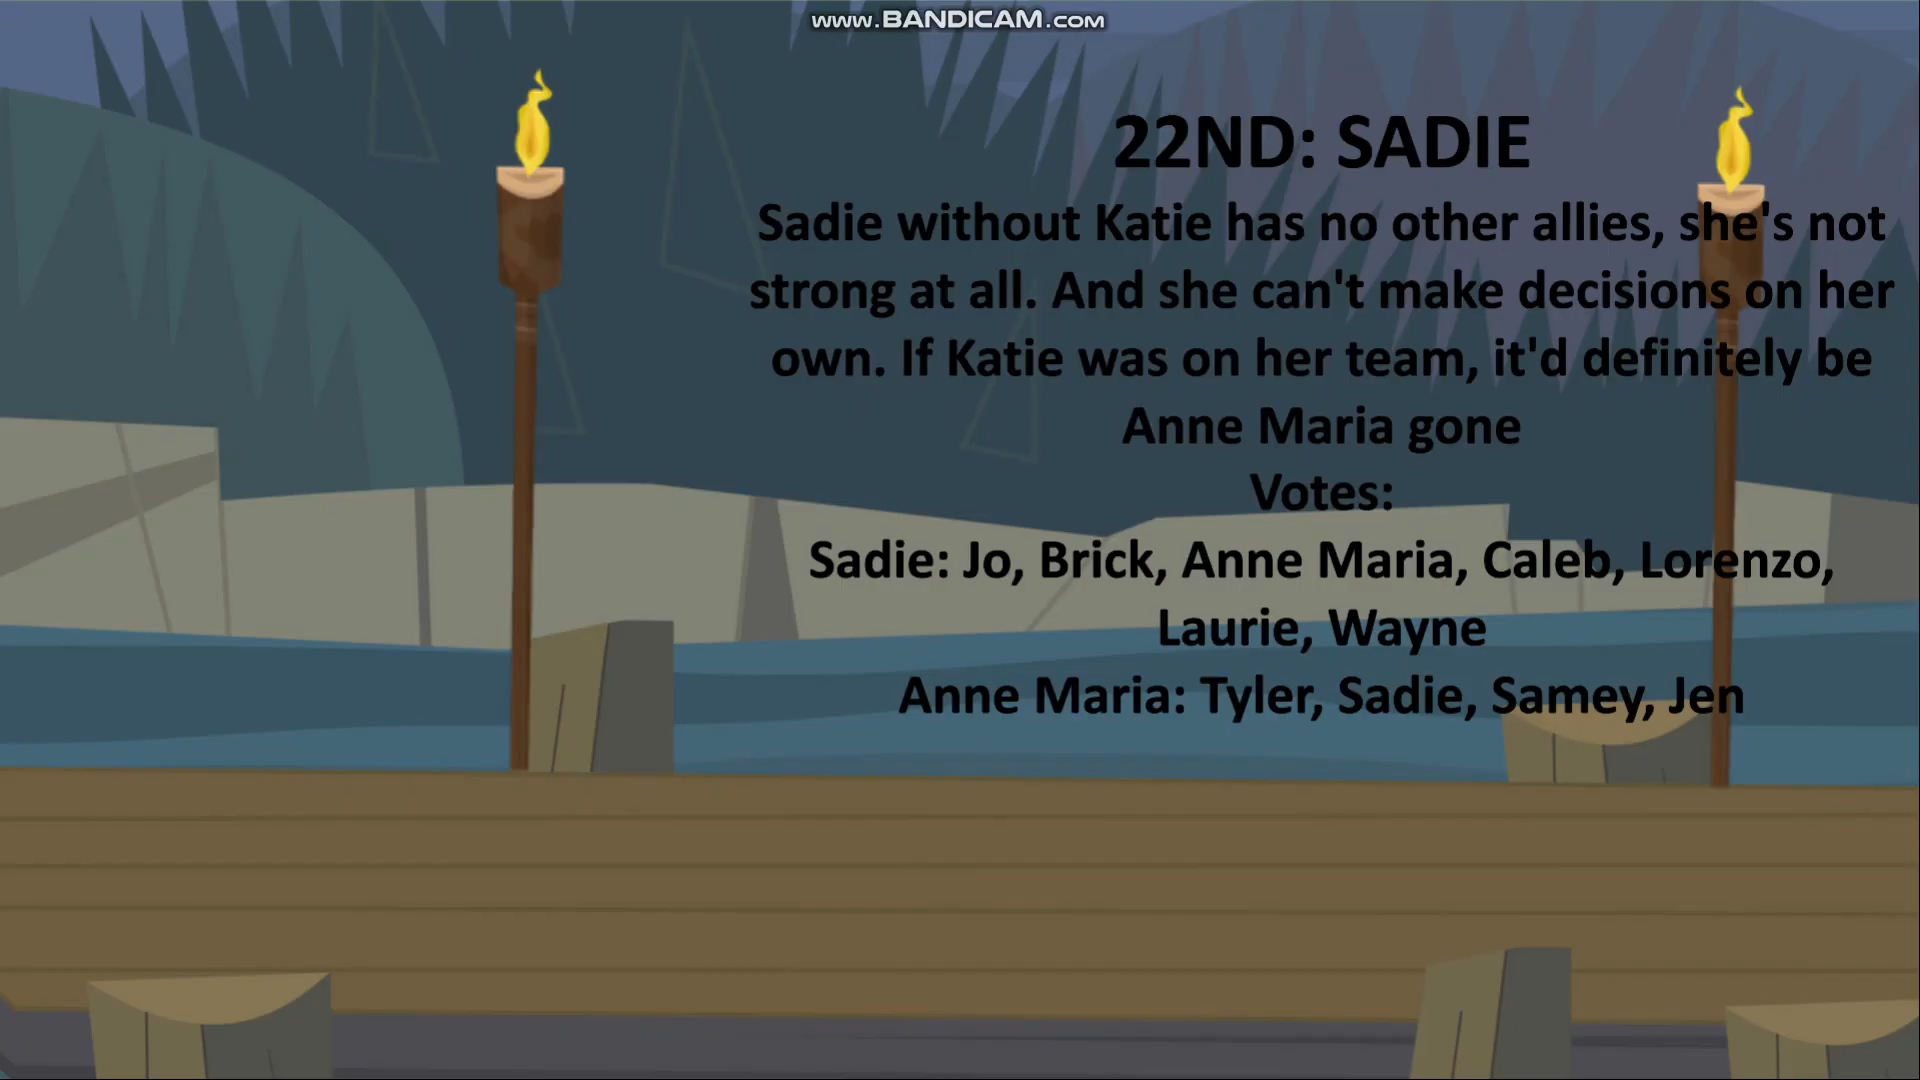 www.BANDICAM.com
22ND: SADIE
Sadie without Katie has no other allies, she's not
strong at all. And she can't make decisions on her
own. If Katie was on her team, it'd definitely be
Anne Maria gone
Votes:
Sadie: Jo, Brick, Anne Maria, Caleb, Lorenzo,
Laurie, Wayne
Anne Maria: Tyler, Sadie, Samey, Jen